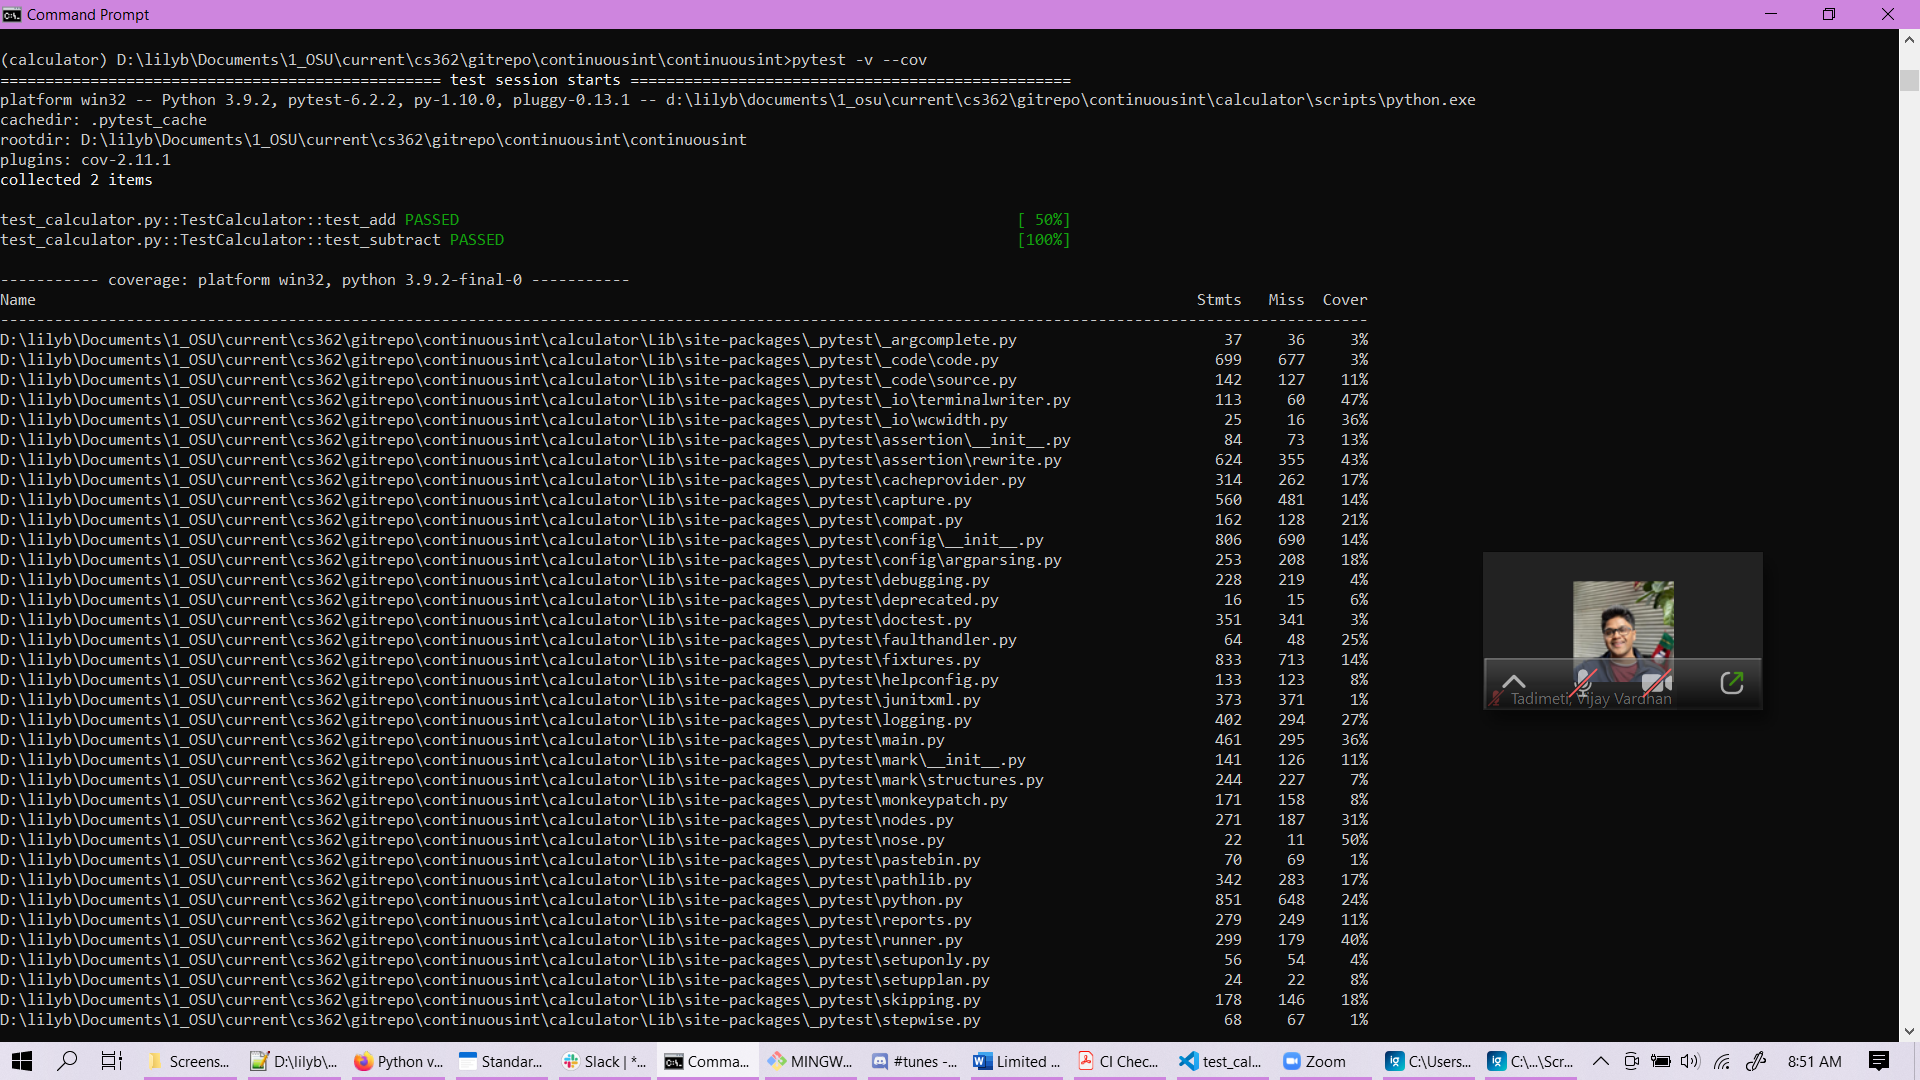 Command Prompt
(calculator) D:\lilyb\Documents\1_OSU\current\cs362\gitrepo\continuousint\continuousint>pytest -v --cov
================================================= test session starts =================================================
platform win32 -- Python 3.9.2, pytest-6.2.2, py-1.10.0, pluggy-0.13.1 -- d:\lilyb\documents\1_osu\current\cs362\gitrepo\continuousint\calculator\scripts\python.exe
cachedir: .pytest_cache
rootdir: D:\lilyb\Documents\1_OSU\current\cs362\gitrepo\continuousint\continuousint
plugins: cov-2.11.1
collected 2 items
test_calculator.py::TestCalculator::test_add PASSED [ 50%]
test_calculator.py::TestCalculator::test_subtract PASSED [100%]
----------- coverage: platform win32, python 3.9.2-final-0 -----------
Name Stmts Miss Cover
--------------------------------------------------------------------------------------------------------------------------------------------------------
D:\lilyb\Documents\1_OSU\current\cs362\gitrepo\continuousint\calculator\Lib\site-packages\_pytest\_argcomplete.py 37 36 3%
D:\lilyb\Documents\1_OSU\current\cs362\gitrepo\continuousint\calculator\Lib\site-packages\_pytest\_code\code.py 699 677 3%
D:\lilyb\Documents\1_OSU\current\cs362\gitrepo\continuousint\calculator\Lib\site-packages\_pytest\_code\source.py 142 127 11%
D:\lilyb\Documents\1_OSU\current\cs362\gitrepo\continuousint\calculator\Lib\site-packages\_pytest\_io\terminalwriter.py 113 60 47%
D:\lilyb\Documents\1_OSU\current\cs362\gitrepo\continuousint\calculator\Lib\site-packages\_pytest\_io\wcwidth.py 25 16 36%
D:\lilyb\Documents\1_OSU\current\cs362\gitrepo\continuousint\calculator\Lib\site-packages\_pytest\assertion\__init__.py 84 73 13%
D:\lilyb\Documents\1_OSU\current\cs362\gitrepo\continuousint\calculator\Lib\site-packages\_pytest\assertion\rewrite.py 624 355 43%
D:\lilyb\Documents\1_OSU\current\cs362\gitrepo\continuousint\calculator\Lib\site-packages\_pytest\cacheprovider.py 314 262 17%
D:\lilyb\Documents\1_OSU\current\cs362\gitrepo\continuousint\calculator\Lib\site-packages\_pytest\capture.py 560 481 14%
D:\lilyb\Documents\1_OSU\current\cs362\gitrepo\continuousint\calculator\Lib\site-packages\_pytest\compat.py 162 128 21%
D:\lilyb\Documents\1_OSU\current\cs362\gitrepo\continuousint\calculator\Lib\site-packages\_pytest\config\__init__.py 806 690 14%
D:\lilyb\Documents\1_OSU\current\cs362\gitrepo\continuousint\calculator\Lib\site-packages\_pytest\config\argparsing.py 253 208 18%
D:\lilyb\Documents\1_OSU\current\cs362\gitrepo\continuousint\calculator\Lib\site-packages\_pytest\debugging.py 228 219 4%
D:\lilyb\Documents\1_OSU\current\cs362\gitrepo\continuousint\calculator\Lib\site-packages\_pytest\deprecated.py 16 15 6%
D:\lilyb\Documents\1_OSU\current\cs362\gitrepo\continuousint\calculator\Lib\site-packages\_pytest\doctest.py 351 341 3%
D:\lilyb\Documents\1_OSU\current\cs362\gitrepo\continuousint\calculator\Lib\site-packages\_pytest\faulthandler.py 64 48 25%
D:\lilyb\Documents\1_OSU\current\cs362\gitrepo\continuousint\calculator\Lib\site-packages\_pytest\fixtures.py 833 713 14%
D:\lilyb\Documents\1_OSU\current\cs362\gitrepo\continuousint\calculator\Lib\site-packages\_pytest\helpconfig.py 133 123 8%
D:\lilyb\Documents\1_OSU\current\cs362\gitrepo\continuousint\calculator\Lib\site-packages\_pytest\junitxml.py 373 371 1%
D:\lilyb\Documents\1_OSU\current\cs362\gitrepo\continuousint\calculator\Lib\site-packages\_pytest\logging.py 402 294 27%
D:\lilyb\Documents\1_OSU\current\cs362\gitrepo\continuousint\calculator\Lib\site-packages\_pytest\main.py 461 295 36%
D:\lilyb\Documents\1_OSU\current\cs362\gitrepo\continuousint\calculator\Lib\site-packages\_pytest\mark\__init__.py 141 126 11%
D:\lilyb\Documents\1_OSU\current\cs362\gitrepo\continuousint\calculator\Lib\site-packages\_pytest\mark\structures.py 244 227 7%
D:\lilyb\Documents\1_OSU\current\cs362\gitrepo\continuousint\calculator\Lib\site-packages\_pytest\monkeypatch.py 171 158 8%
D:\lilyb\Documents\1_OSU\current\cs362\gitrepo\continuousint\calculator\Lib\site-packages\_pytest\nodes.py 271 187 31%
D:\lilyb\Documents\1_OSU\current\cs362\gitrepo\continuousint\calculator\Lib\site-packages\_pytest\nose.py 22 11 50%
D:\lilyb\Documents\1_OSU\current\cs362\gitrepo\continuousint\calculator\Lib\site-packages\_pytest\pastebin.py 70 69 1%
D:\lilyb\Documents\1_OSU\current\cs362\gitrepo\continuousint\calculator\Lib\site-packages\_pytest\pathlib.py 342 283 17%
D:\lilyb\Documents\1_OSU\current\cs362\gitrepo\continuousint\calculator\Lib\site-packages\_pytest\python.py 851 648 24%
D:\lilyb\Documents\1_OSU\current\cs362\gitrepo\continuousint\calculator\Lib\site-packages\_pytest\reports.py 279 249 11%
D:\lilyb\Documents\1_OSU\current\cs362\gitrepo\continuousint\calculator\Lib\site-packages\_pytest\runner.py 299 179 40%
D:\lilyb\Documents\1_OSU\current\cs362\gitrepo\continuousint\calculator\Lib\site-packages\_pytest\setuponly.py 56 54 4%
D:\lilyb\Documents\1_OSU\current\cs362\gitrepo\continuousint\calculator\Lib\site-packages\_pytest\setupplan.py 24 22 8%
D:\lilyb\Documents\1_OSU\current\cs362\gitrepo\continuousint\calculator\Lib\site-packages\_pytest\skipping.py 178 146 18%
D:\lilyb\Documents\1_OSU\current\cs362\gitrepo\continuousint\calculator\Lib\site-packages\_pytest\stepwise.py 68 67 1%
Tadimeti, Vijay Vardhan
Screens... D:\lilyb\... Python v... Standar... Slack | *... Comma... MINGW... #tunes -... Limited ... CI Chec... test_cal... Zoom C:\Users... C:\...\Scr... 8:51 AM